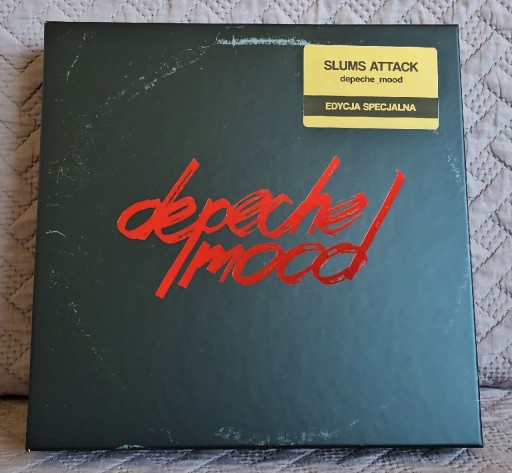 SLUMS ATTACK
depeche mood
EDYCJA SPECJALNA
depeche
mood